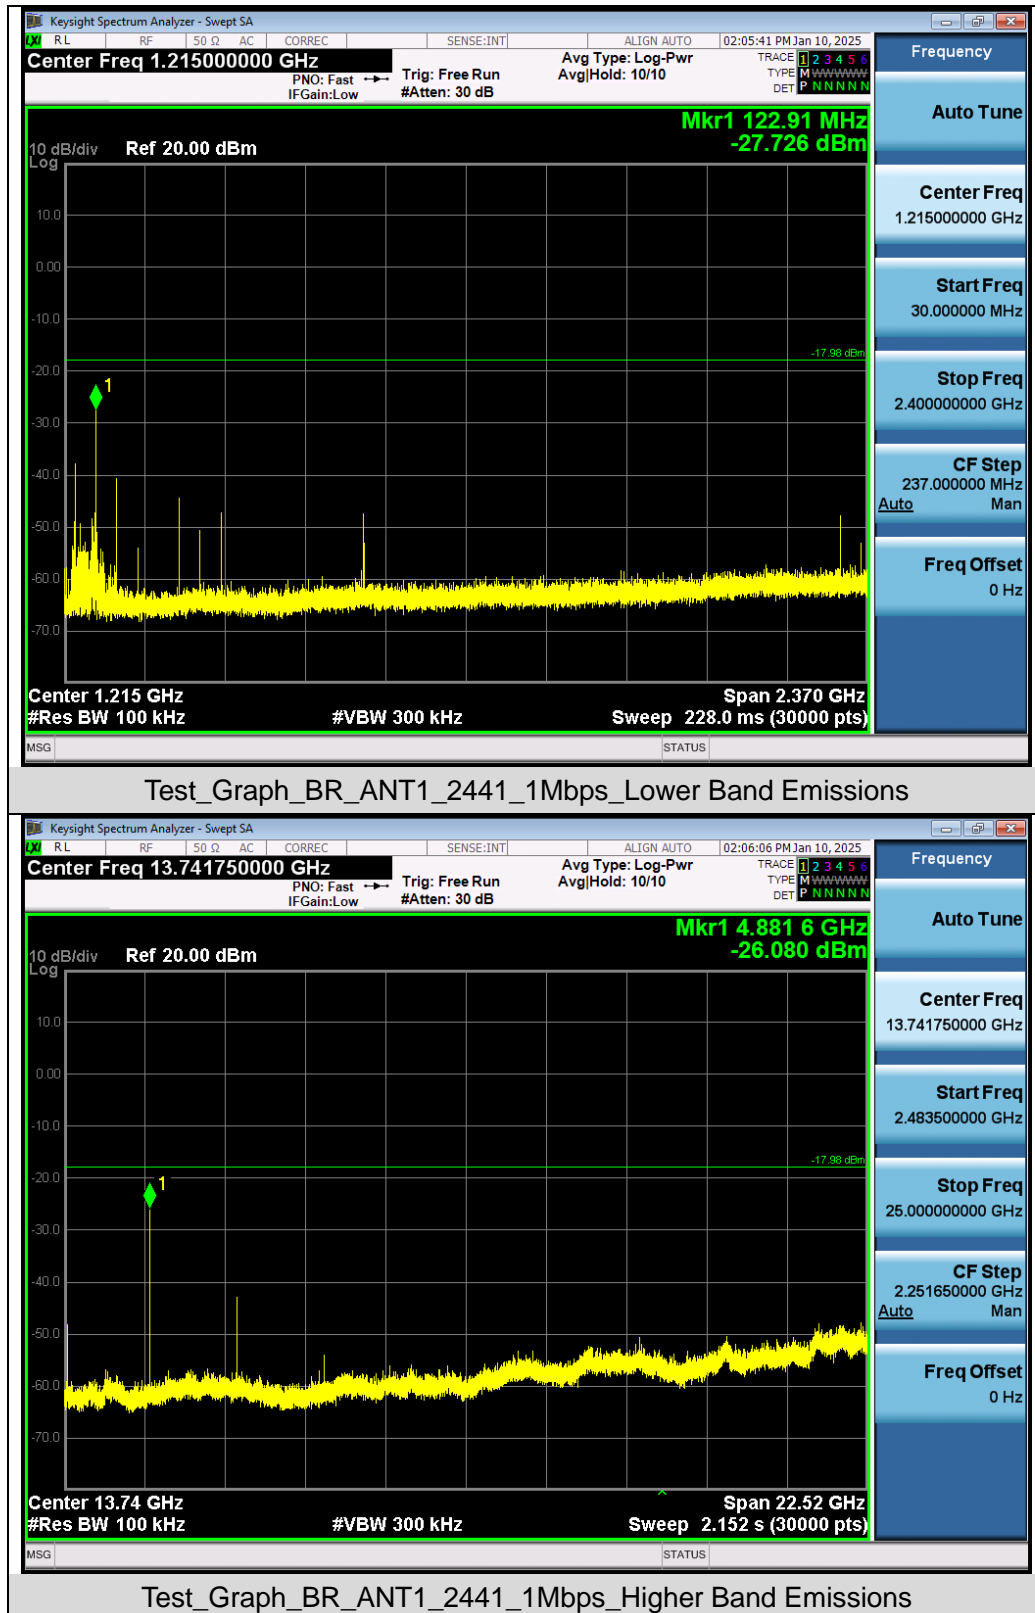 Keysight Spectrum Analyzer - Swept SA
LXI RL RF 50 Ω AC CORREC SENSE:INT ALIGN AUTO 02:05:41 PM Jan 10, 2025
Center Freq 1.215000000 GHz
PNO: Fast
IFGain:Low
Trig: Free Run
#Atten: 30 dB
Avg Type: Log-Pwr
Avg|Hold: 10/10
TRACE 1 2 3 4 5 6
TYPE M WWWWW
DET P N N N N N
Frequency
Auto Tune
Center Freq
1.215000000 GHz
Start Freq
30.000000 MHz
Stop Freq
2.400000000 GHz
CF Step
237.000000 MHz
Auto Man
Freq Offset
0 Hz
Mkr1 122.91 MHz
-27.726 dBm
10 dB/div Ref 20.00 dBm
Log
10.0
0.00
-10.0
-17.98 dBm
-20.0
1
-30.0
-40.0
-50.0
-60.0
-70.0
Center 1.215 GHz Span 2.370 GHz
#Res BW 100 kHz #VBW 300 kHz Sweep 228.0 ms (30000 pts)
MSG STATUS
Test_Graph_BR_ANT1_2441_1Mbps_Lower Band Emissions
Keysight Spectrum Analyzer - Swept SA
LXI RL RF 50 Ω AC CORREC SENSE:INT ALIGN AUTO 02:06:06 PM Jan 10, 2025
Center Freq 13.741750000 GHz
PNO: Fast
IFGain:Low
Trig: Free Run
#Atten: 30 dB
Avg Type: Log-Pwr
Avg|Hold: 10/10
TRACE 1 2 3 4 5 6
TYPE M WWWWW
DET P N N N N N
Frequency
Auto Tune
Center Freq
13.741750000 GHz
Start Freq
2.483500000 GHz
Stop Freq
25.000000000 GHz
CF Step
2.251650000 GHz
Auto Man
Freq Offset
0 Hz
Mkr1 4.881 6 GHz
-26.080 dBm
10 dB/div Ref 20.00 dBm
Log
10.0
0.00
-10.0
-17.98 dBm
-20.0
1
-30.0
-40.0
-50.0
-60.0
-70.0
Center 13.74 GHz Span 22.52 GHz
#Res BW 100 kHz #VBW 300 kHz Sweep 2.152 s (30000 pts)
MSG STATUS
Test_Graph_BR_ANT1_2441_1Mbps_Higher Band Emissions